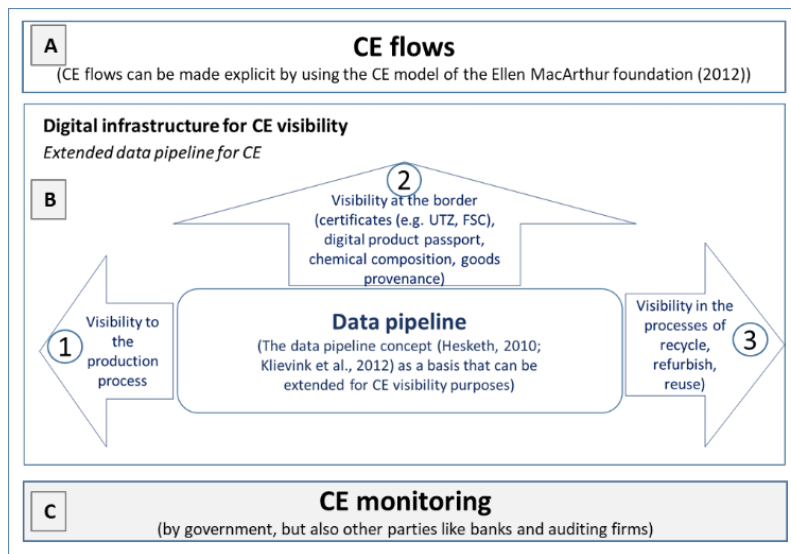 A
CE flows
(CE flows can be made explicit by using the CE model of the Ellen MacArthur foundation (2012))
Digital infrastructure for CE visibility
Extended data pipeline for CE
B
2
Visibility at the border
(certificates (e.g. UTZ, FSC),
digital product passport,
chemical composition, goods
provenance)
1
Visibility to
the
production
process
Data pipeline
(The data pipeline concept (Hesketh, 2010;
Klievink et al., 2012) as a basis that can be
extended for CE visibility purposes)
Visibility in the
processes of
recycle,
refurbish,
reuse)
3
C
CE monitoring
(by government, but also other parties like banks and auditing firms)